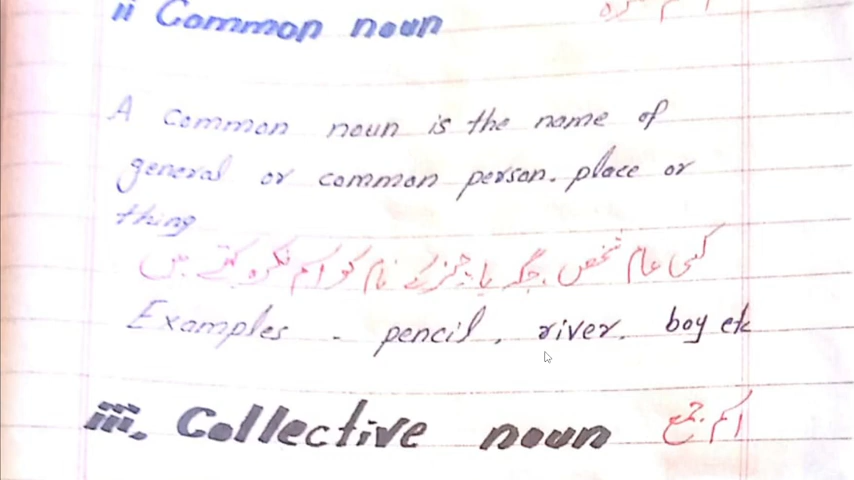 ii Common noun
A common noun is the name of
general or common person. place or
thing
کسی عام شخص، جگہ یا چیز کے نام کو اسم نکرہ کہتے ہیں
Examples - pencil, river. boy etc
iii. Collective noun اسم جمع